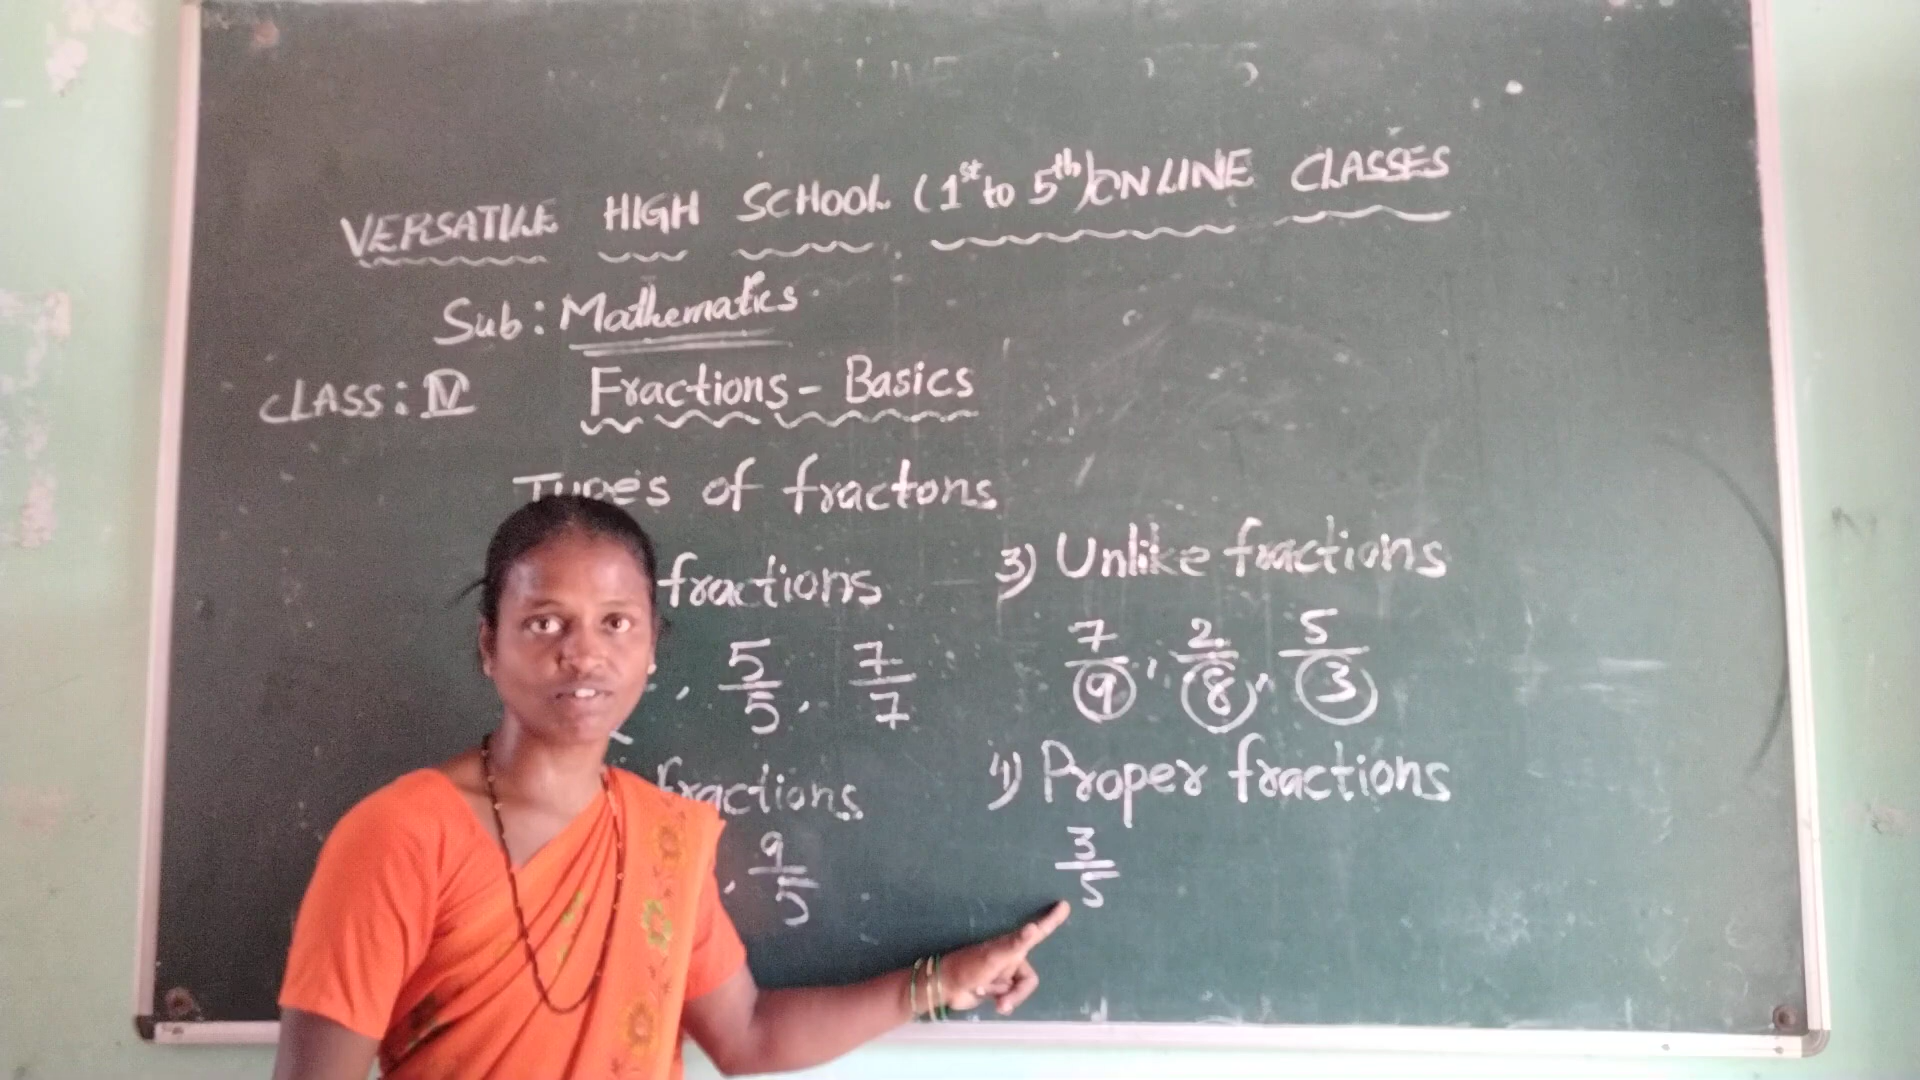 VERSATILE HIGH SCHOOL (1st to 5th) ONLINE CLASSES
Sub: Mathematics
CLASS: IV
Fractions - Basics
Types of fractons
fractions
5/5, 7/7
fractions
9/5
3) Unlike fractions
7/9, 2/8, 5/3
4) Proper fractions
3/5